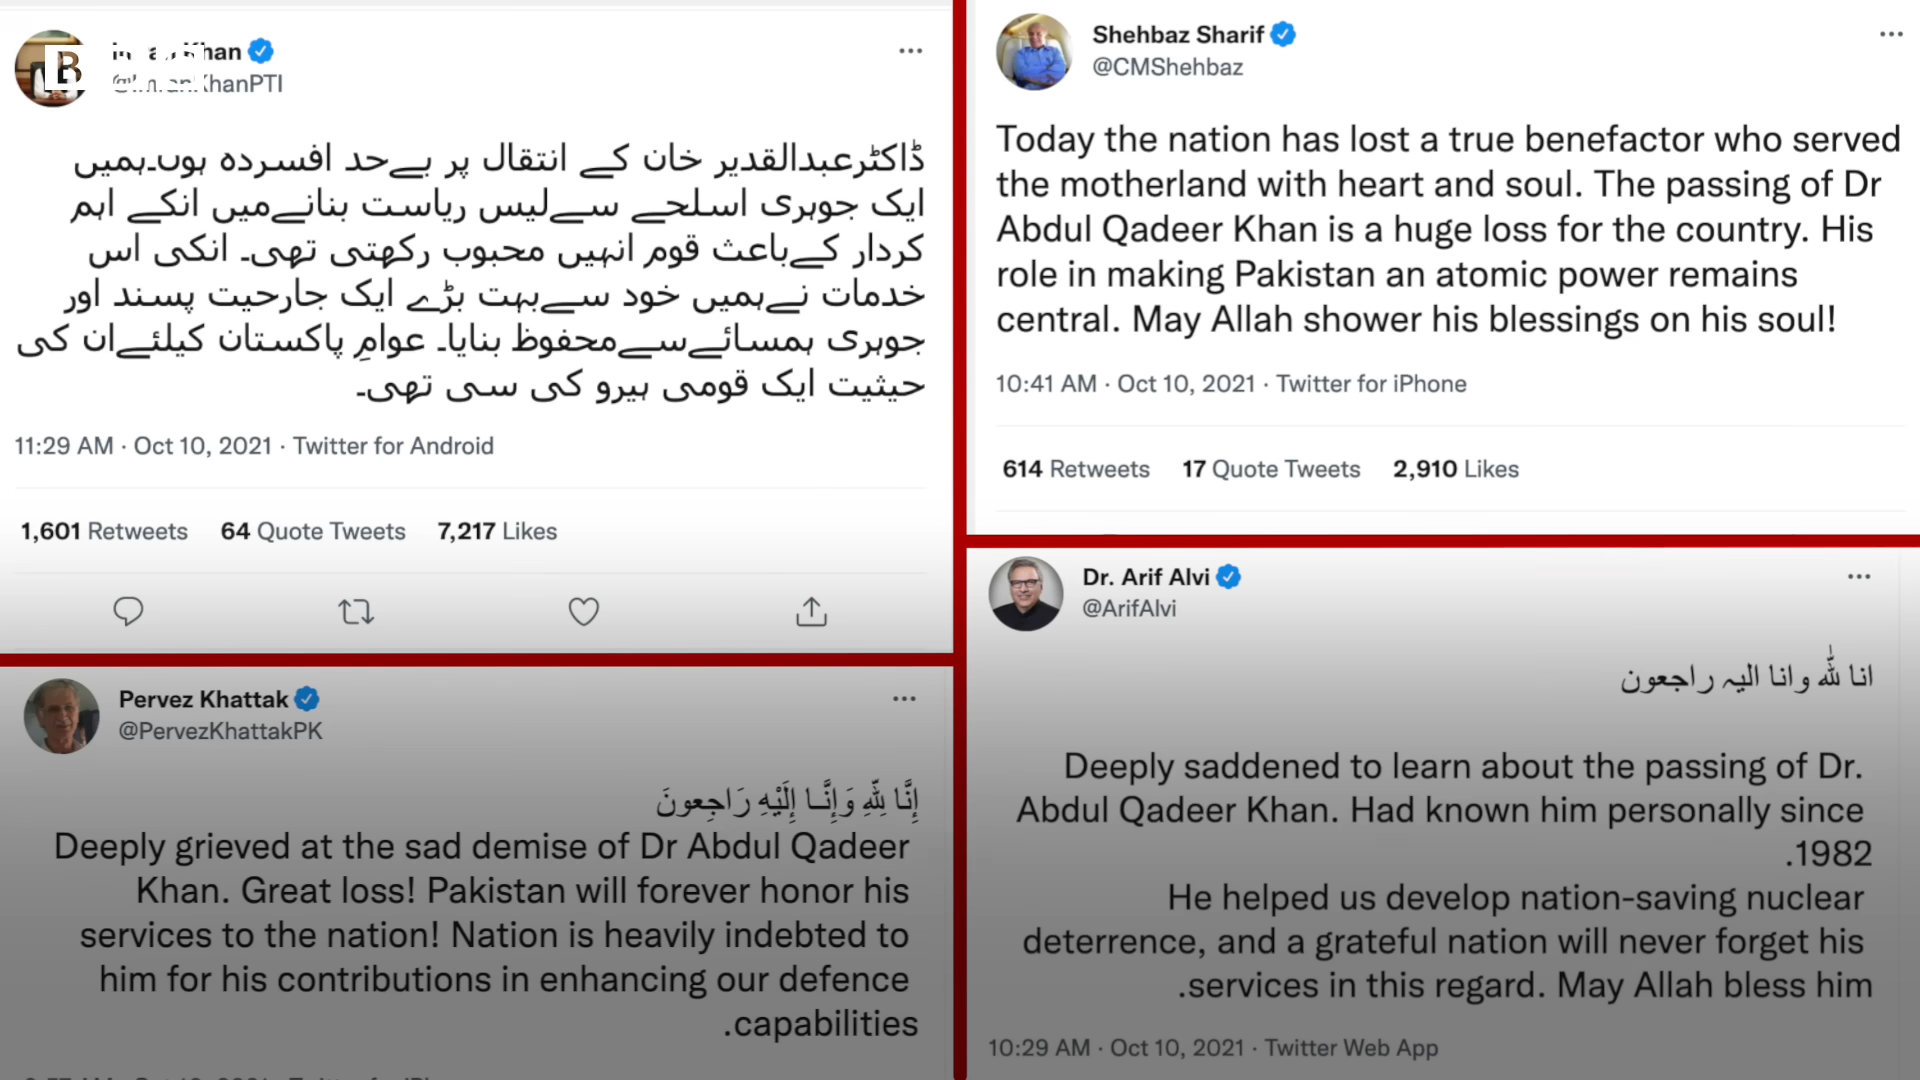 Khan
@ImranKhanPTI
ڈاکٹرعبدالقدیر خان کے انتقال پر بےحد افسردہ ہوں۔ہمیں
ایک جوہری اسلحے سےلیس ریاست بنانےمیں انکے اہم
کردار کےباعث قوم انہیں محبوب رکھتی تھی۔ انکی اس
خدمات نےہمیں خود سےبہت بڑے ایک جارحیت پسند اور
جوہری ہمسائےسےمحفوظ بنایا۔ عوامِ پاکستان کیلئےان کی
حیثیت ایک قومی ہیرو کی سی تھی۔
11:29 AM · Oct 10, 2021 · Twitter for Android
1,601 Retweets 64 Quote Tweets 7,217 Likes
Shehbaz Sharif
@CMShehbaz
Today the nation has lost a true benefactor who served
the motherland with heart and soul. The passing of Dr
Abdul Qadeer Khan is a huge loss for the country. His
role in making Pakistan an atomic power remains
central. May Allah shower his blessings on his soul!
10:41 AM · Oct 10, 2021 · Twitter for iPhone
614 Retweets 17 Quote Tweets 2,910 Likes
Pervez Khattak
@PervezKhattakPK
إِنَّا لِلّهِ وَإِنَّـا إِلَيْهِ رَاجِعونَ
Deeply grieved at the sad demise of Dr Abdul Qadeer
Khan. Great loss! Pakistan will forever honor his
services to the nation! Nation is heavily indebted to
him for his contributions in enhancing our defence
.capabilities
Dr. Arif Alvi
@ArifAlvi
انا للّٰه وانا الیہ راجعون
Deeply saddened to learn about the passing of Dr.
Abdul Qadeer Khan. Had known him personally since
.1982
He helped us develop nation-saving nuclear
deterrence, and a grateful nation will never forget his
.services in this regard. May Allah bless him
10:29 AM · Oct 10, 2021 · Twitter Web App